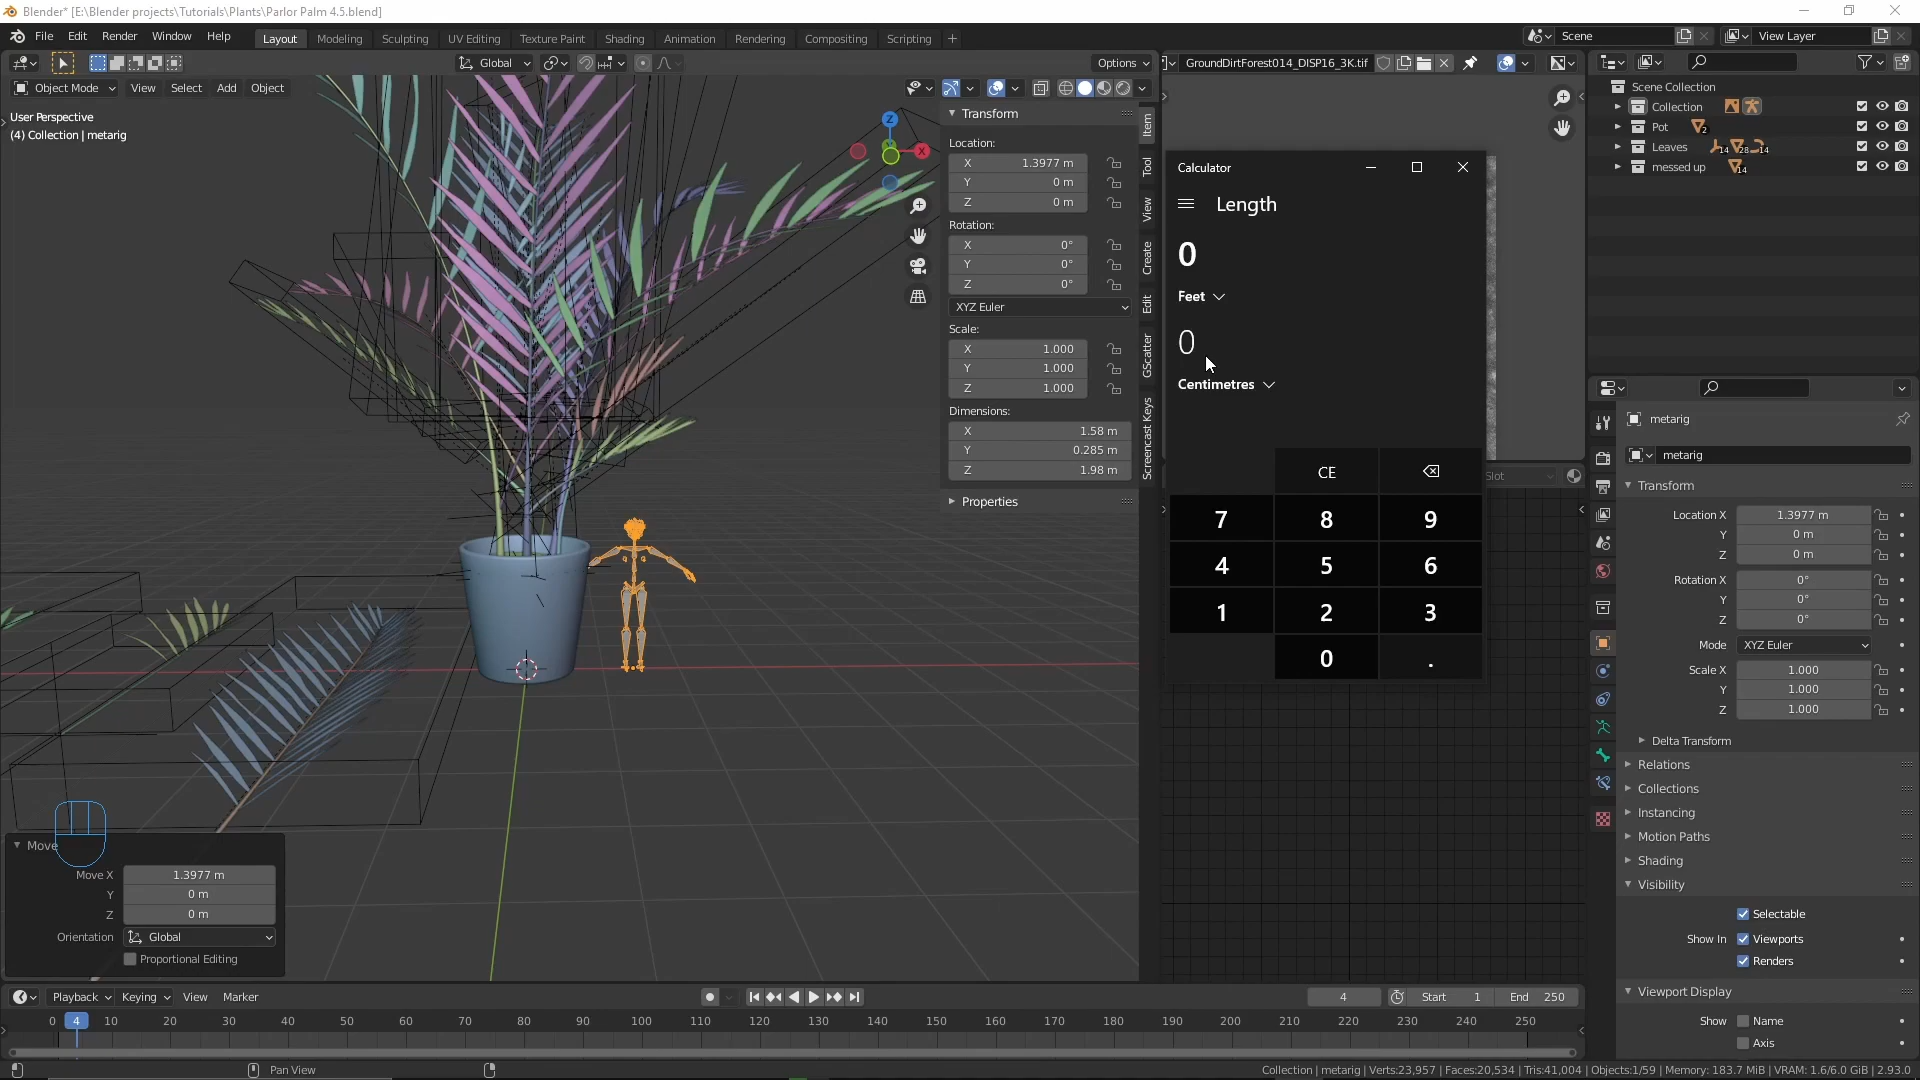 Blender* [E:\Blender projects\Tutorials\Plants\Parlor Palm 4.5.blend]
File Edit Render Window Help Layout Modeling Sculpting UV Editing Texture Paint Shading Animation Rendering Compositing Scripting + Scene View Layer
Global Options GroundDirtForest014_DISP16_3K.tif
Object Mode View Select Add Object
User Perspective
(4) Collection | metarig
Z
X
Transform
Location:
X 1.3977 m
Y 0 m
Z 0 m
Rotation:
X 0°
Y 0°
Z 0°
XYZ Euler
Scale:
X 1.000
Y 1.000
Z 1.000
Dimensions:
X 1.58 m
Y 0.285 m
Z 1.98 m
Properties
Item
Tool
View
Create
Edit
GScatter
Screencast Keys
Calculator
Length
0
Feet
0
Centimetres
CE
7 8 9
4 5 6
1 2 3
0 .
Slot
Scene Collection
Collection
Pot 2
Leaves 14 28 14
messed up 14
metarig
metarig
Transform
Location X 1.3977 m
Y 0 m
Z 0 m
Rotation X 0°
Y 0°
Z 0°
Mode XYZ Euler
Scale X 1.000
Y 1.000
Z 1.000
Delta Transform
Relations
Collections
Instancing
Motion Paths
Shading
Visibility
Selectable
Show In Viewports
Renders
Viewport Display
Show Name
Axis
Move
Move X 1.3977 m
Y 0 m
Z 0 m
Orientation Global
Proportional Editing
Playback Keying View Marker 4 Start 1 End 250
0 4 10 20 30 40 50 60 70 80 90 100 110 120 130 140 150 160 170 180 190 200 210 220 230 240 250
Pan View
Collection | metarig | Verts:23,957 | Faces:20,534 | Tris:41,004 | Objects:1/59 | Memory: 183.7 MiB | VRAM: 1.6/6.0 GiB | 2.93.0